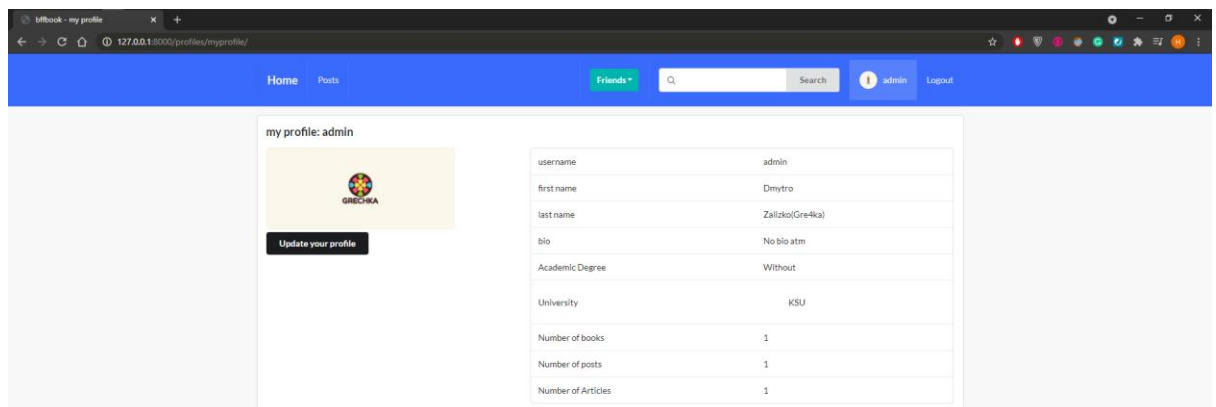 bffbook - my profile
127.0.0.1:8000/profiles/myprofile/
Home Posts Friends Search admin Logout
my profile: admin
GRECHKA
Update your profile
username admin
first name Dmytro
last name Zalizko(Gre4ka)
bio No bio atm
Academic Degree Without
University KSU
Number of books 1
Number of posts 1
Number of Articles 1